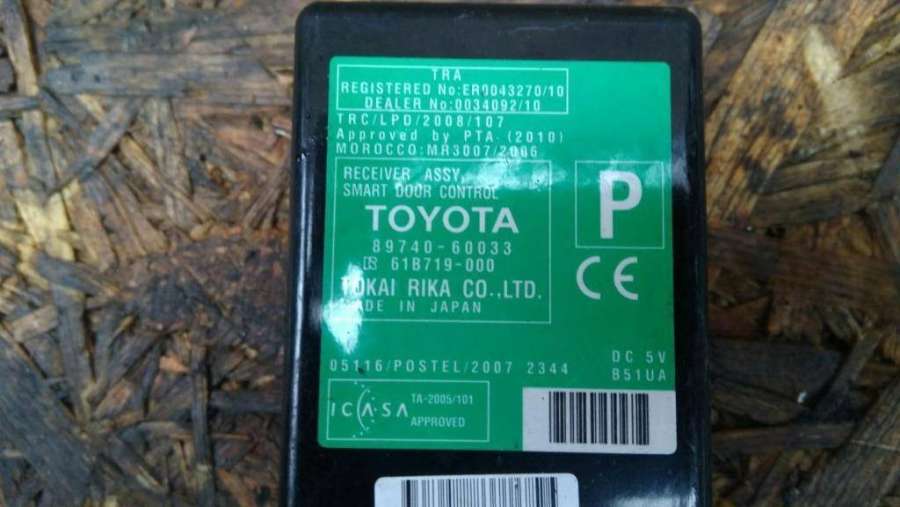 TRA
REGISTERED No:ER0043270/10
DEALER No:0034092/10
TRC/LPD/2008/107
Approved by PTA. (2010)
MOROCCO:MR3007/2006
RECEIVER ASSY,
SMART DOOR CONTROL
TOYOTA
89740-60033
61B719-000
TOKAI RIKA CO.,LTD.
MADE IN JAPAN
P
CE
05116/POSTEL/2007 2344
DC 5V
B51UA
ICASA
TA-2005/101
APPROVED